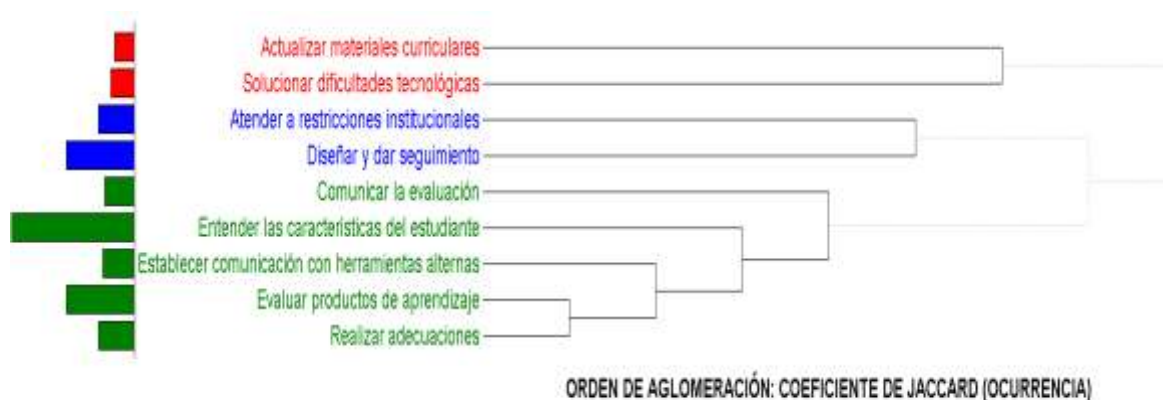 Actualizar materiales curriculares
Solucionar dificultades tecnológicas
Atender a restricciones institucionales
Diseñar y dar seguimiento
Comunicar la evaluación
Entender las características del estudiante
Establecer comunicación con herramientas alternas
Evaluar productos de aprendizaje
Realizar adecuaciones
ORDEN DE AGLOMERACIÓN: COEFICIENTE DE JACCARD (OCURRENCIA)